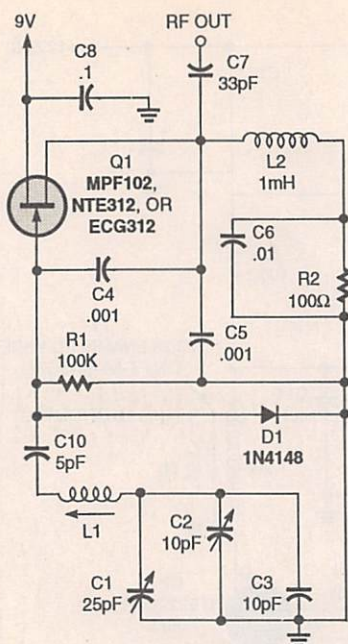 9V
RF OUT
C8
.1
C7
33pF
Q1
MPF102,
NTE312, OR
ECG312
L2
1mH
C6
.01
R2
100Ω
C4
.001
C5
.001
R1
100K
D1
1N4148
C10
5pF
L1
C2
10pF
C1
25pF
C3
10pF